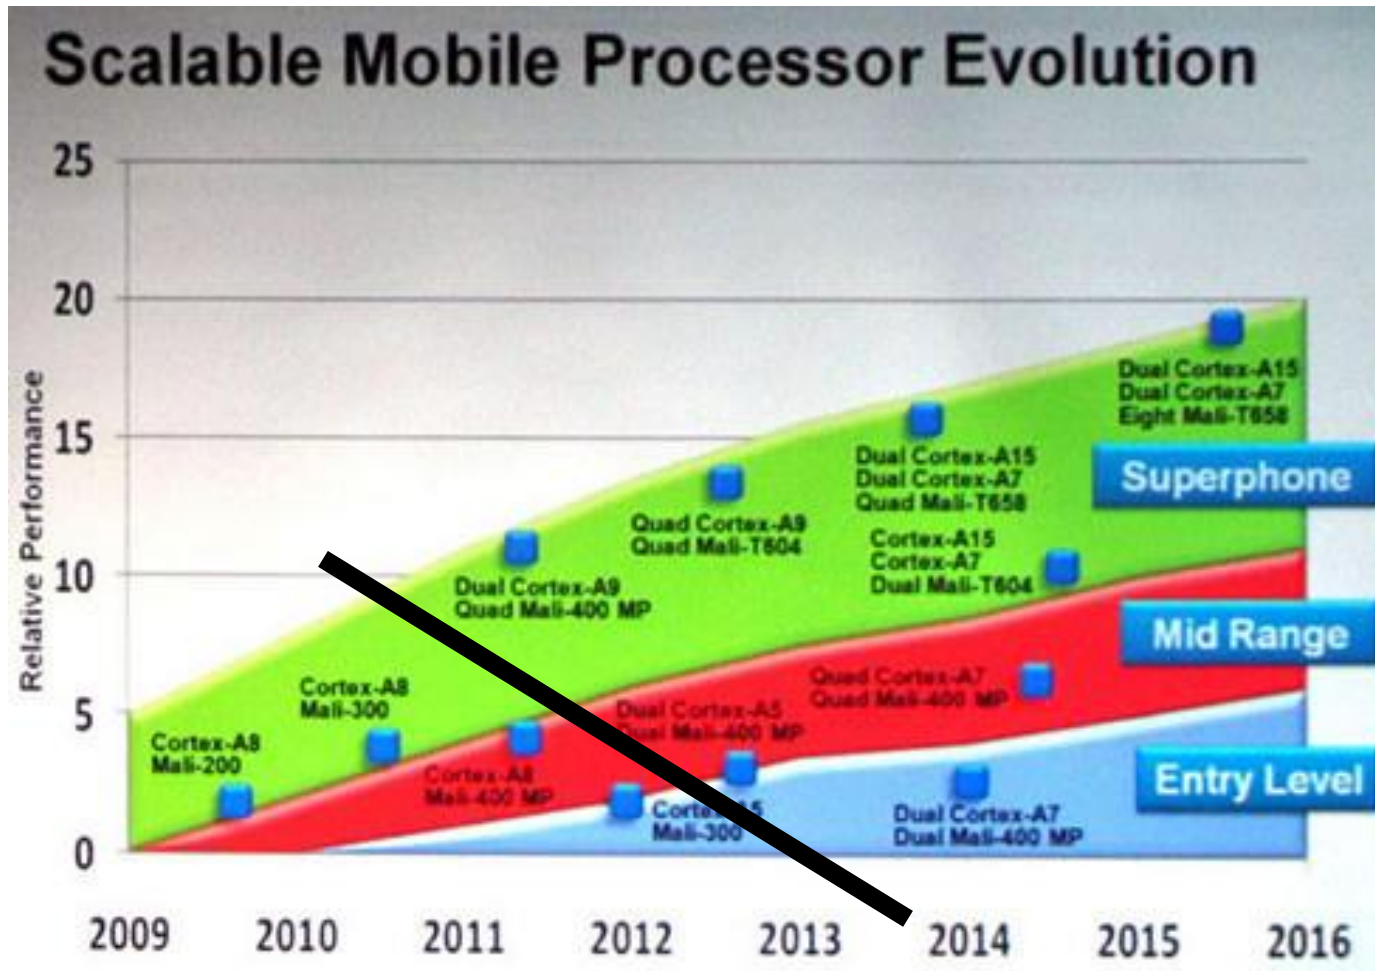 Scalable Mobile Processor Evolution
25
20
15
10
5
0
Relative Performance
Dual Cortex-A15
Dual Cortex-A7
Eight Mali-T658
Superphone
Dual Cortex-A15
Dual Cortex-A7
Quad Mali-T658
Quad Cortex-A9
Quad Mali-T604
Cortex-A15
Cortex-A7
Dual Mali-T604
Dual Cortex-A9
Quad Mali-400 MP
Mid Range
Cortex-A8
Mali-300
Quad Cortex-A7
Quad Mali-400 MP
Dual Cortex-A5
Dual Mali-400 MP
Cortex-A8
Mali-200
Cortex-A8
Mali-400 MP
Entry Level
Mali-300
Dual Cortex-A7
Dual Mali-400 MP
2009 2010 2011 2012 2013 2014 2015 2016